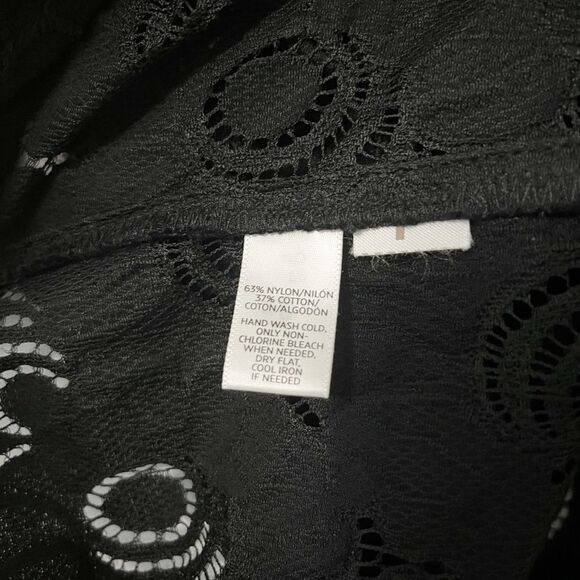 63% NYLON/NILÓN
37% COTTON/
COTON/ALGODÓN
HAND WASH COLD,
ONLY NON-
CHLORINE BLEACH
WHEN NEEDED,
DRY FLAT,
COOL IRON
IF NEEDED